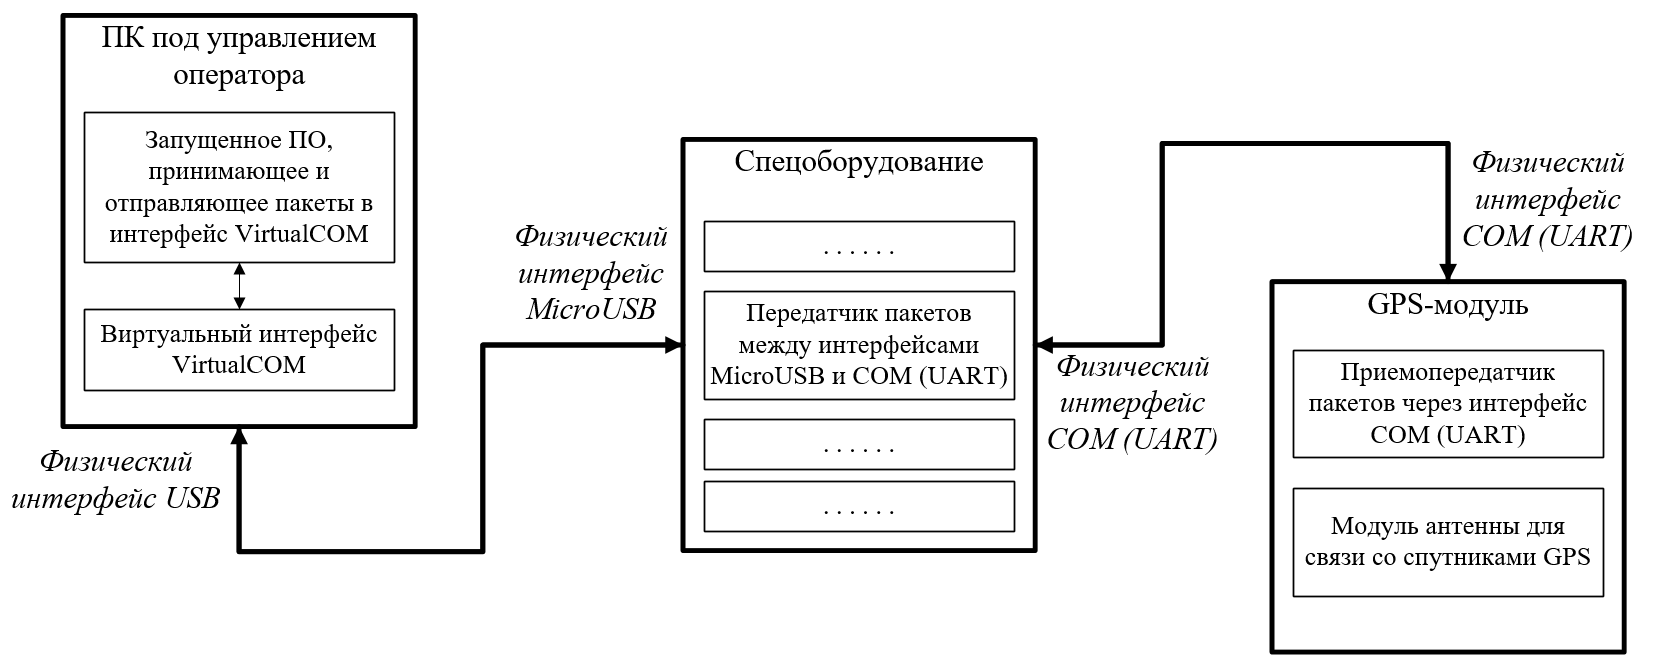 ПК под управлением
оператора
Запущенное ПО,
принимающее и
отправляющее пакеты в
интерфейс VirtualCOM
Виртуальный интерфейс
VirtualCOM
Физический
интерфейс USB
Физический
интерфейс
MicroUSB
Спецоборудование
. . . . . .
Передатчик пакетов
между интерфейсами
MicroUSB и COM (UART)
. . . . . .
. . . . . .
Физический
интерфейс
COM (UART)
Физический
интерфейс
COM (UART)
GPS-модуль
Приемопередатчик
пакетов через интерфейс
COM (UART)
Модуль антенны для
связи со спутниками GPS